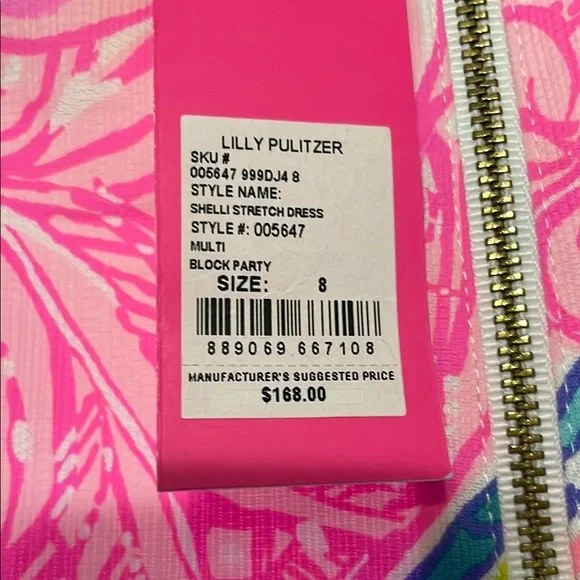 LILLY PULITZER
SKU #
005647 999DJ4 8
STYLE NAME:
SHELLI STRETCH DRESS
STYLE #: 005647
MULTI
BLOCK PARTY
SIZE: 8
889069 667108
MANUFACTURER'S SUGGESTED PRICE
$168.00